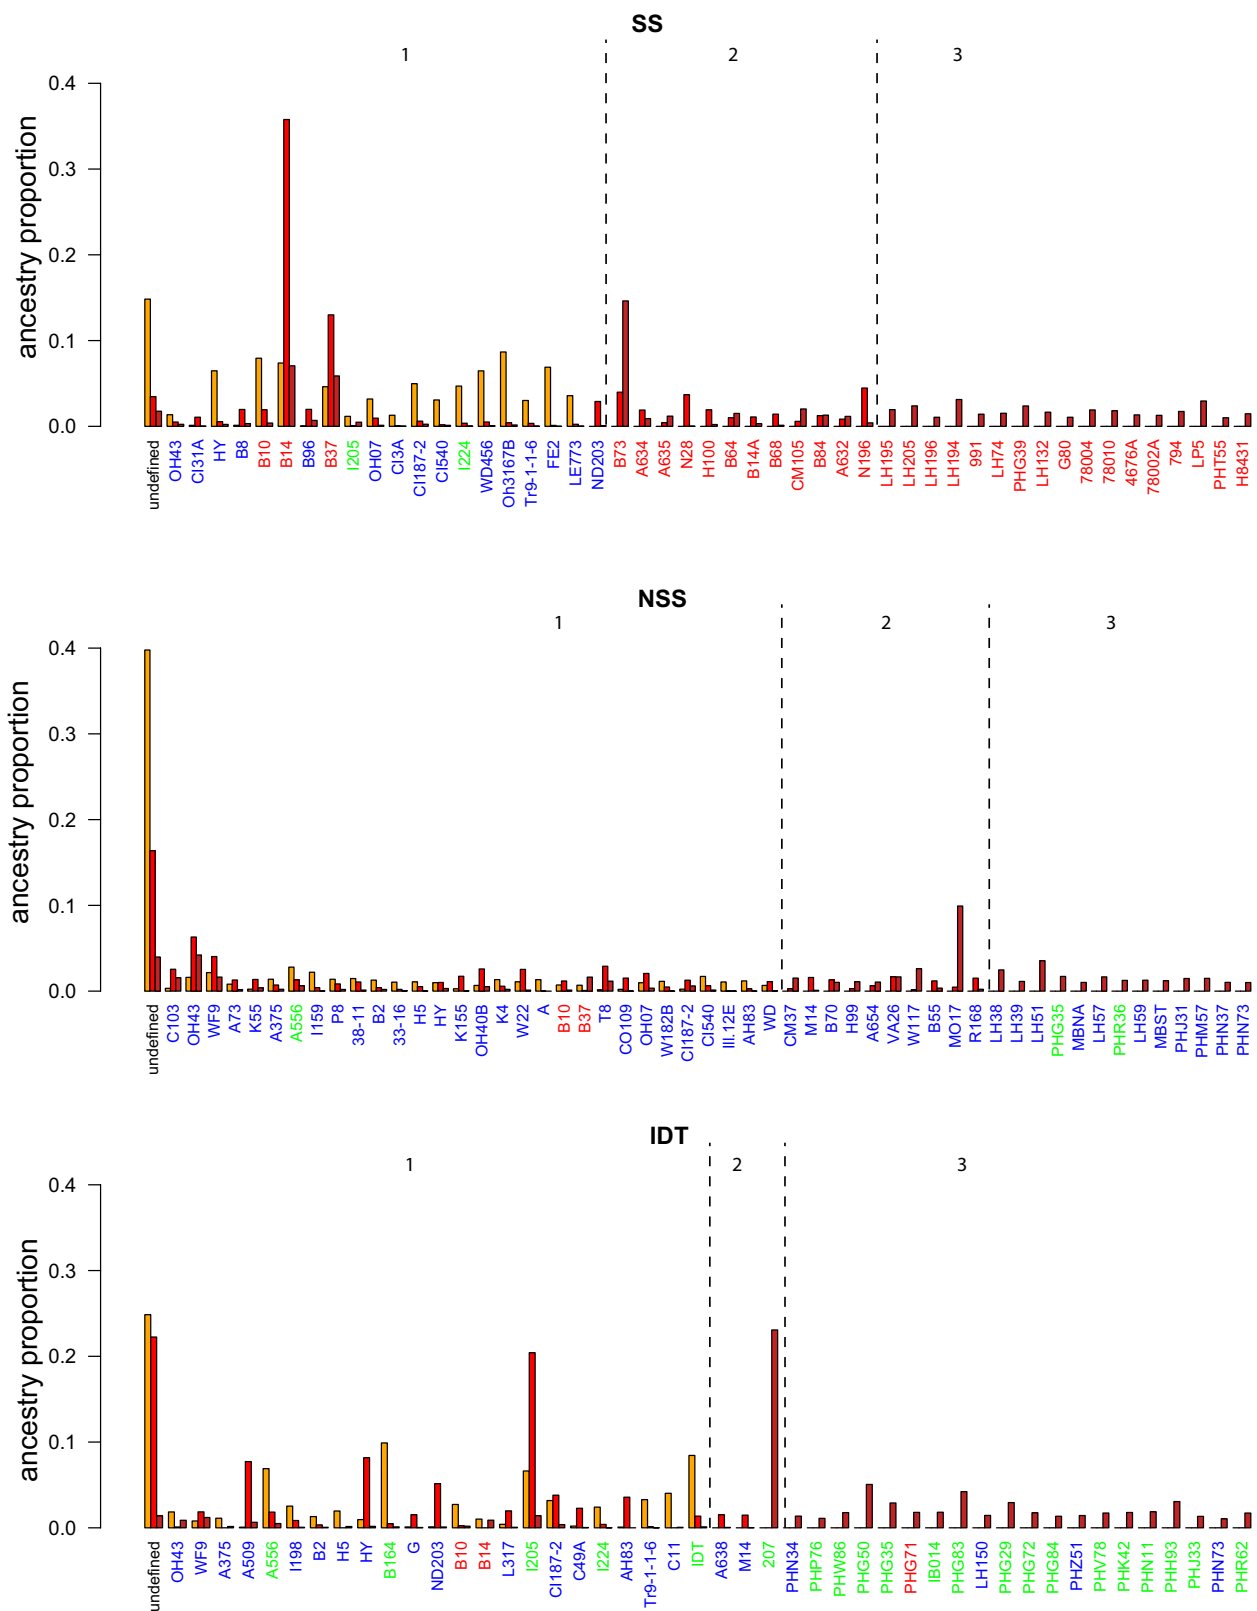 SS
1 2 3
ancestry proportion
0.4
0.3
0.2
0.1
0.0
undefined OH43 CI31A HY B8 B10 B14 B96 B37 I205 OH07 CI3A CI187-2 CI540 I224 WD456 Oh3167B Tr9-1-1-6 FE2 LE773 ND203 B73 A634 A635 N28 H100 B64 B14A B68 CM105 B84 A632 N196 LH195 LH205 LH196 LH194 991 LH74 PHG39 LH132 G80 78004 78010 4676A 78002A 794 LP5 PHT55 H8431
NSS
1 2 3
ancestry proportion
0.4
0.3
0.2
0.1
0.0
undefined C103 OH43 WF9 A73 K55 A375 A556 I159 P8 38-11 B2 33-16 H5 HY K155 OH40B K4 W22 A B10 B37 T8 CO109 OH07 W182B CI187-2 CI540 III.12E AH83 WD CM37 M14 B70 H99 A654 VA26 W117 B55 MO17 R168 LH38 LH39 LH51 PHG35 MBNA LH57 PHR36 LH59 MBST PHJ31 PHM57 PHN37 PHN73
IDT
1 2 3
ancestry proportion
0.4
0.3
0.2
0.1
0.0
undefined OH43 WF9 A375 A509 A556 I198 B2 H5 HY B164 G ND203 B10 B14 L317 I205 CI187-2 C49A I224 AH83 Tr9-1-1-6 C11 IDT A638 M14 207 PHN34 PHP76 PHW86 PHG50 PHG35 PHG71 IB014 PHG83 LH150 PHG29 PHG72 PHG84 PHZ51 PHV78 PHK42 PHN11 PHH93 PHJ33 PHN73 PHR62